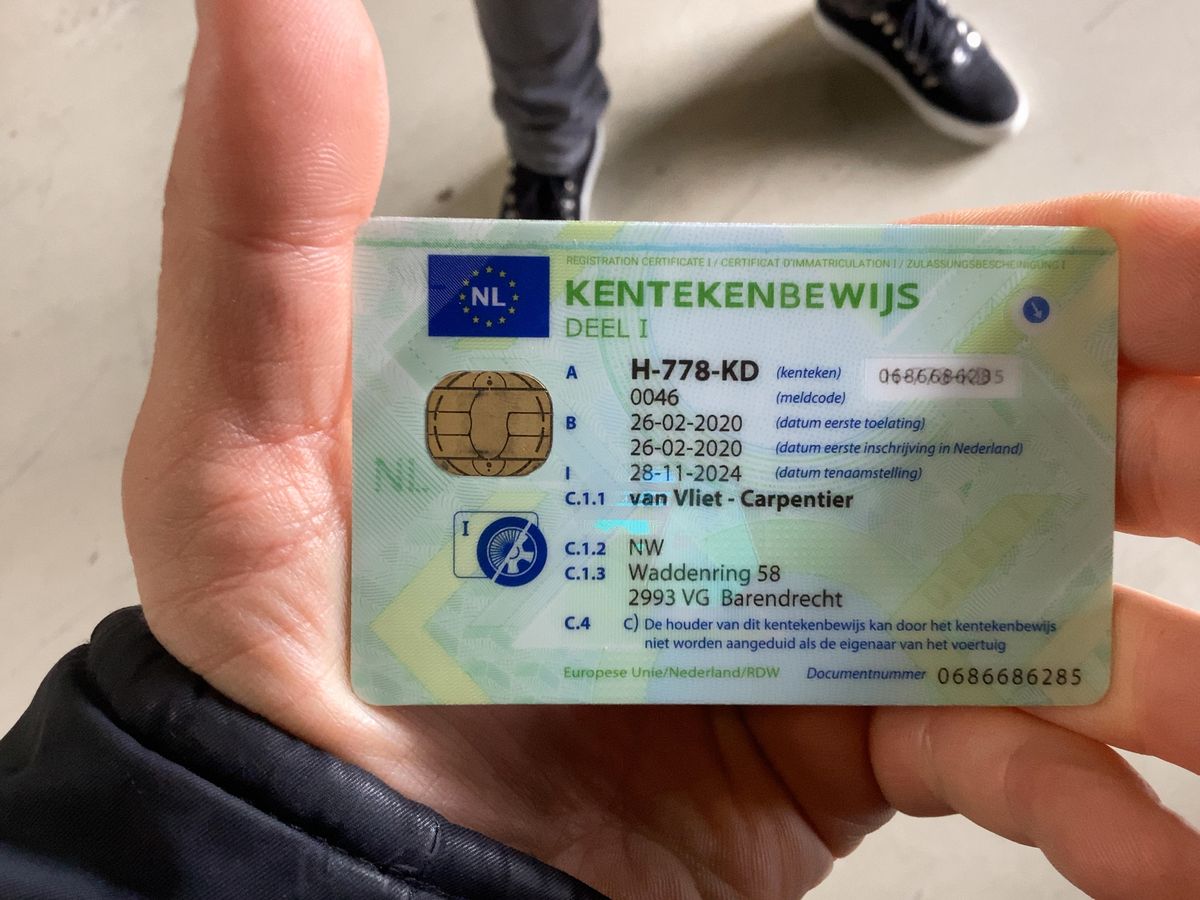 REGISTRATION CERTIFICATE I / CERTIFICAT D'IMMATRICULATION I / ZULASSUNGSBESCHEINIGUNG I
NL
KENTEKENBEWIJS
DEEL I
A H-778-KD (kenteken)
0046 (meldcode)
B 26-02-2020 (datum eerste toelating)
26-02-2020 (datum eerste inschrijving in Nederland)
I 28-11-2024 (datum tenaamstelling)
NL
C.1.1 van Vliet - Carpentier
I
C.1.2 NW
C.1.3 Waddenring 58
2993 VG Barendrecht
C.4 c) De houder van dit kentekenbewijs kan door het kentekenbewijs
niet worden aangeduid als de eigenaar van het voertuig
Europese Unie/Nederland/RDW Documentnummer 0686686285